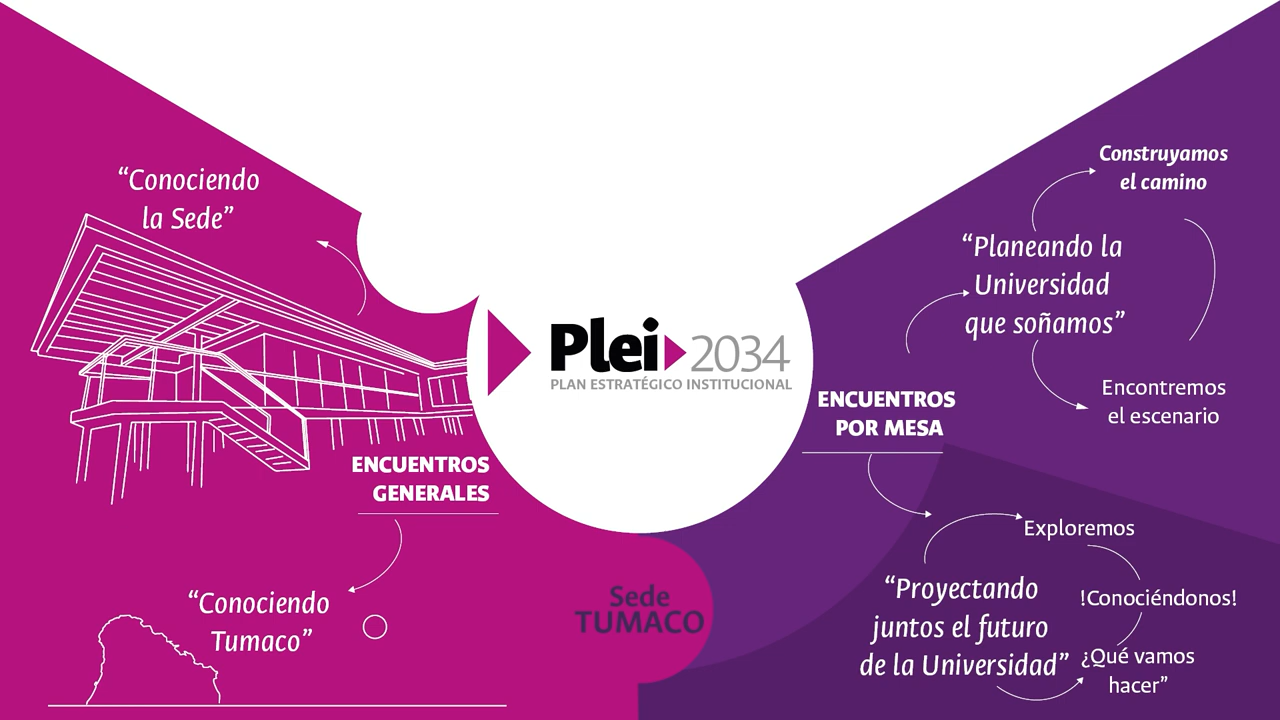 “Conociendo
la Sede”
ENCUENTROS
GENERALES
“Conociendo
Tumaco”
Plei 2034
PLAN ESTRATÉGICO INSTITUCIONAL
Sede
TUMACO
ENCUENTROS
POR MESA
“Planeando la
Universidad
que soñamos”
Construyamos
el camino
Encontremos
el escenario
“Proyectando
juntos el futuro
de la Universidad”
Exploremos
!Conociéndonos!
¿Qué vamos
hacer”